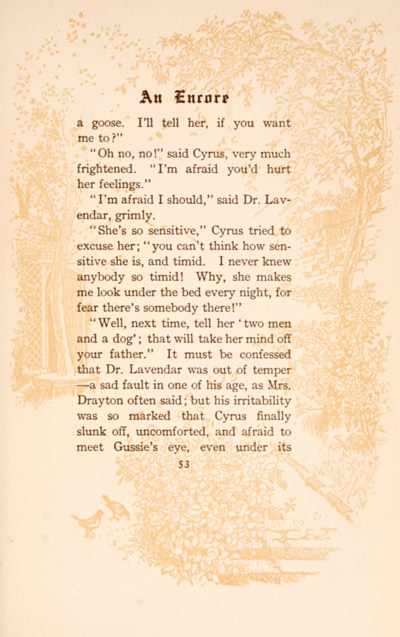 An Encore
a goose. I'll tell her, if you want
me to?"
"Oh no, no!" said Cyrus, very much
frightened. "I'm afraid you'd hurt
her feelings."
"I'm afraid I should," said Dr. Lav-
endar, grimly.
"She's so sensitive," Cyrus tried to
excuse her; "you can't think how sen-
sitive she is, and timid. I never knew
anybody so timid! Why, she makes
me look under the bed every night, for
fear there's somebody there!"
"Well, next time, tell her 'two men
and a dog'; that will take her mind off
your father." It must be confessed
that Dr. Lavendar was out of temper
—a sad fault in one of his age, as Mrs.
Drayton often said; but his irritability
was so marked that Cyrus finally
slunk off, uncomforted, and afraid to
meet Gussie's eye, even under its
53